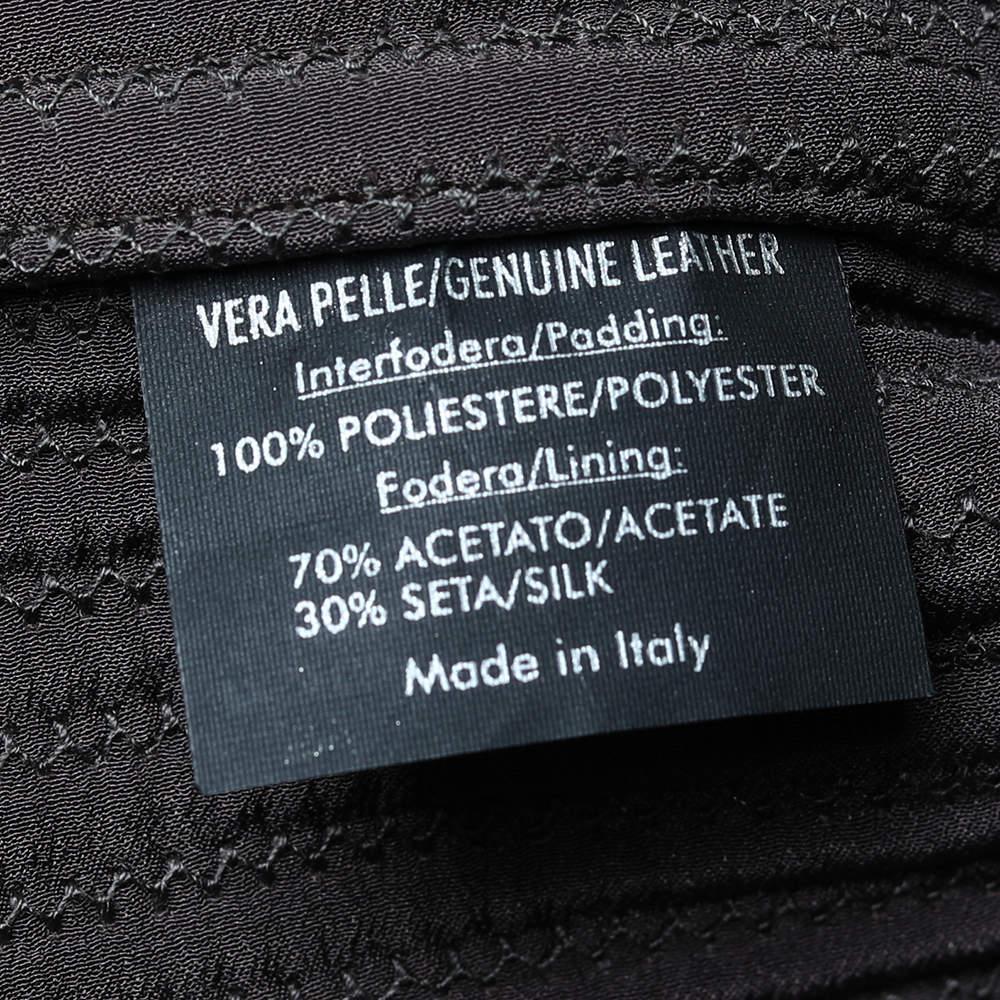 VERA PELLE/GENUINE LEATHER
Interfodera/Padding:
100% POLIESTERE/POLYESTER
Fodera/Lining:
70% ACETATO/ACETATE
30% SETA/SILK
Made in Italy